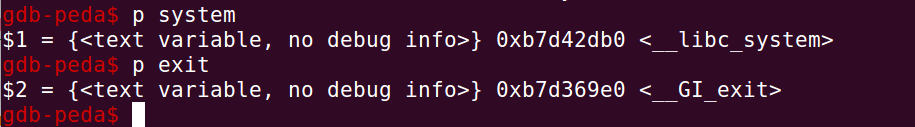 gdb-peda$ p system
$1 = {<text variable, no debug info>} 0xb7d42db0 <__libc_system>
gdb-peda$ p exit
$2 = {<text variable, no debug info>} 0xb7d369e0 <__GI_exit>
gdb-peda$